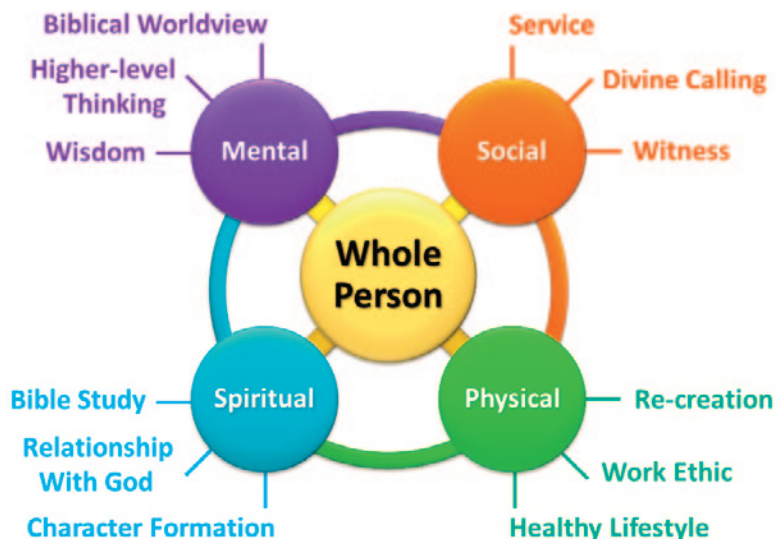 Biblical Worldview
Higher-level
Thinking
Wisdom
Mental
Service
Divine Calling
Witness
Social
Whole
Person
Spiritual
Bible Study
Relationship
With God
Character Formation
Physical
Re-creation
Work Ethic
Healthy Lifestyle